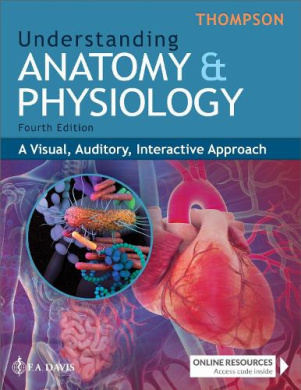 THOMPSON
Understanding
ANATOMY &
PHYSIOLOGY
Fourth Edition
A Visual, Auditory, Interactive Approach
F.A. DAVIS
ONLINE RESOURCES
Access code inside